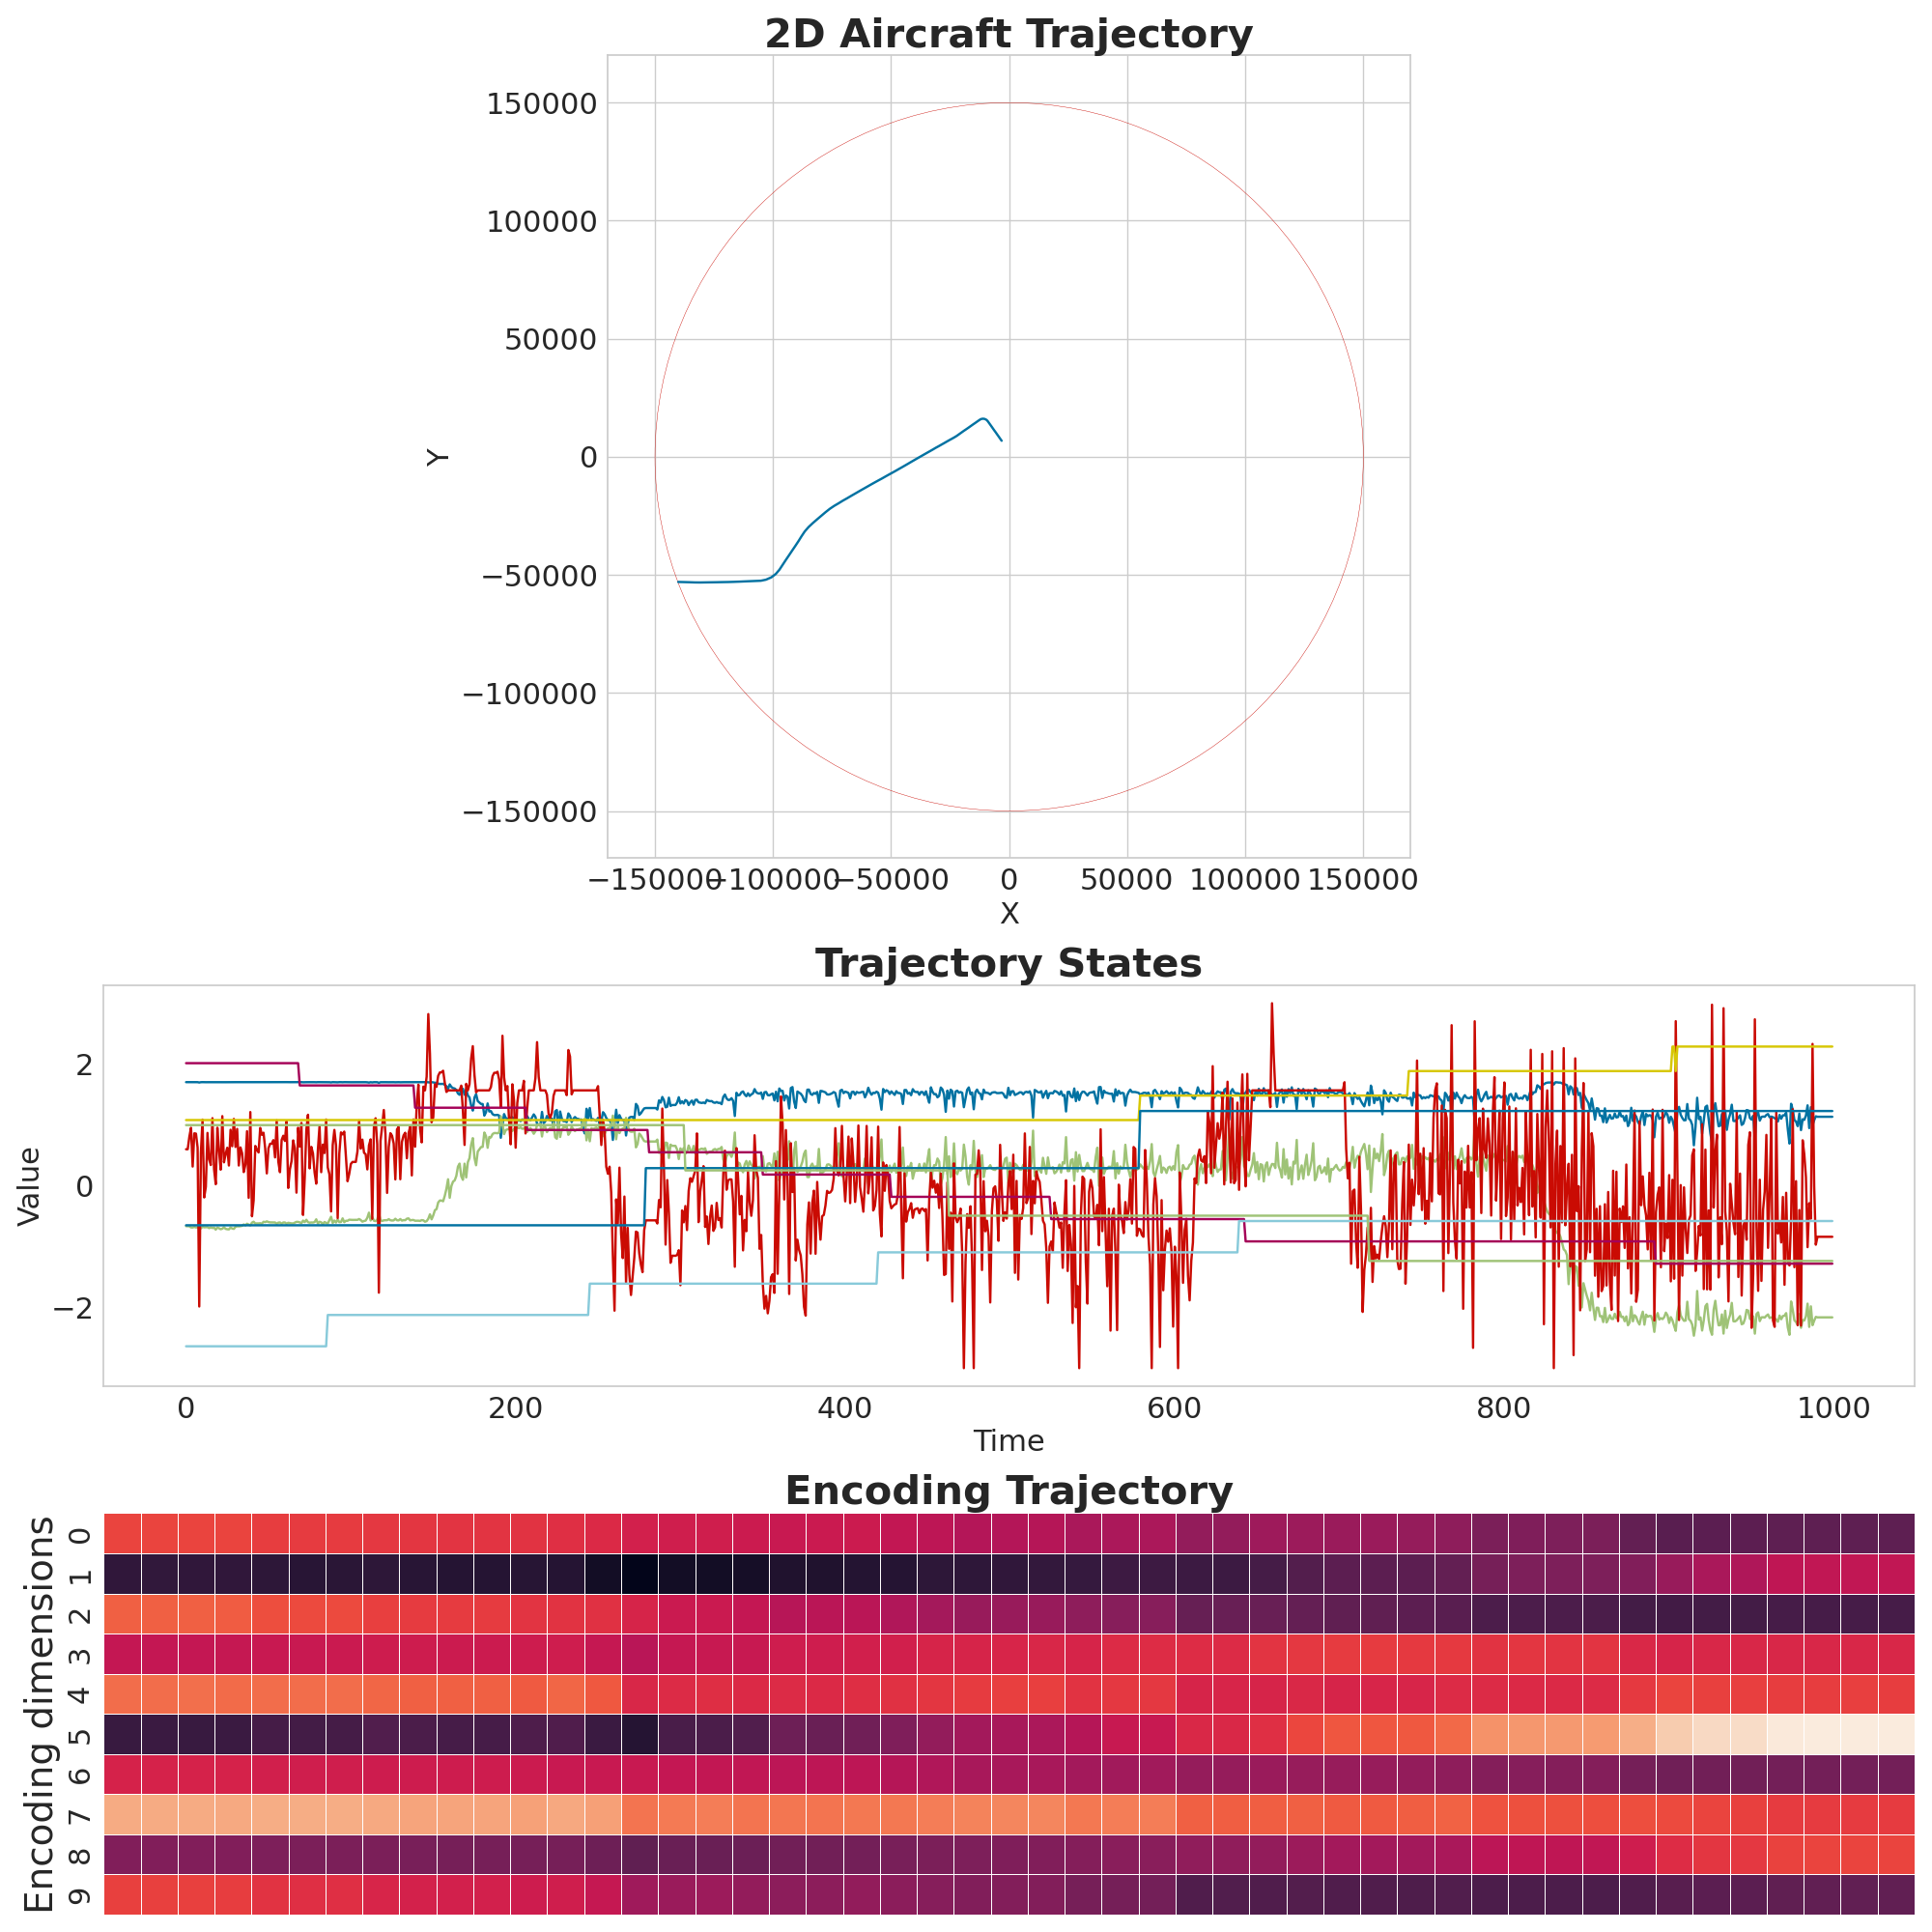 2D Aircraft Trajectory
150000
100000
50000
0
−50000
−100000
−150000
Y
−150000 −100000 −50000 0 50000 100000 150000
X
Trajectory States
2
0
−2
Value
0 200 400 600 800 1000
Time
Encoding Trajectory
Encoding dimensions
0
1
2
3
4
5
6
7
8
9